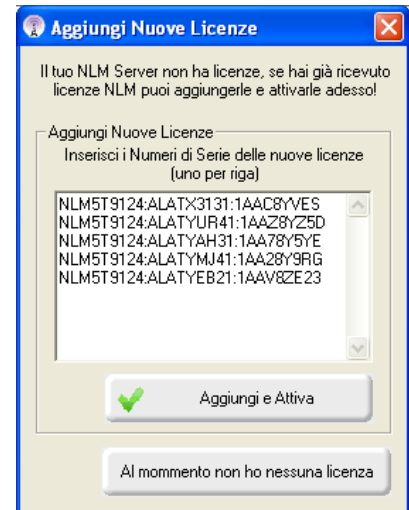 Aggiungi Nuove Licenze
Il tuo NLM Server non ha licenze, se hai già ricevuto
licenze NLM puoi aggiungerle e attivarle adesso!
Aggiungi Nuove Licenze
Inserisci i Numeri di Serie delle nuove licenze
(uno per riga)
NLM5T9124:ALATX3131:1AAC8YVES
NLM5T9124:ALATYUR41:1AAZ8YZ5D
NLM5T9124:ALATYAH31:1AA78Y5YE
NLM5T9124:ALATYMJ41:1AA28Y9RG
NLM5T9124:ALATYEB21:1AAV8ZE23
Aggiungi e Attiva
Al mommento non ho nessuna licenza